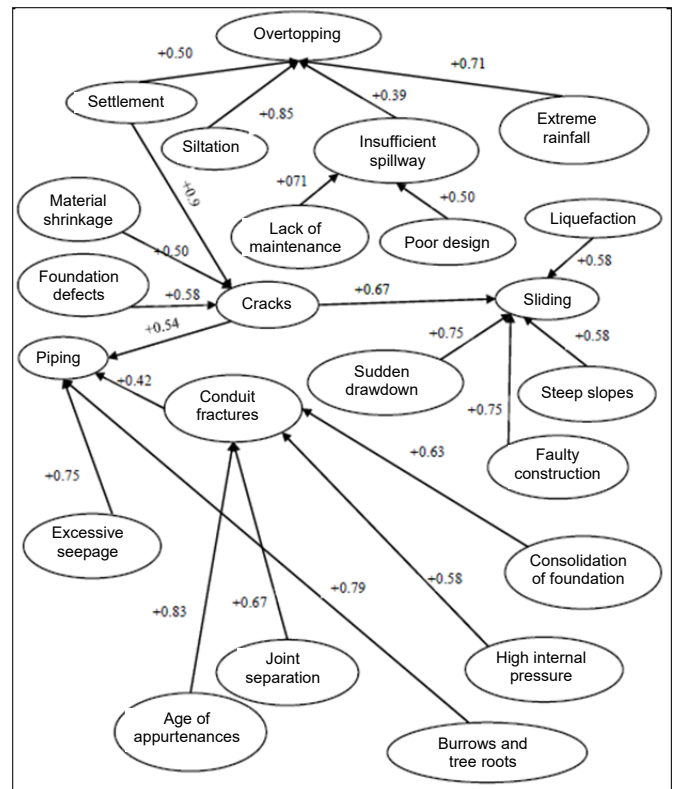 Overtopping
+0.50
+0.71
Settlement
+0.85
+0.39
Siltation
Insufficient
spillway
Extreme
rainfall
+0.9
+071
+0.50
Material
shrinkage
Lack of
maintenance
Poor design
Liquefaction
+0.50
+0.58
Foundation
defects
+0.58
Cracks
+0.67
Sliding
+0.54
Piping
+0.75
+0.58
+0.42
Conduit
fractures
Sudden
drawdown
Steep slopes
+0.75
+0.63
Faulty
construction
+0.75
Excessive
seepage
Consolidation
of foundation
+0.83
+0.67
+0.79
+0.58
Joint
separation
High internal
pressure
Age of
appurtenances
Burrows and
tree roots